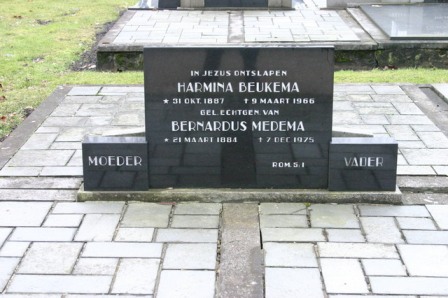 IN JEZUS ONTSLAPEN
HARMINA BEUKEMA
★ 31 OKT. 1887 ✝ 9 MAART 1966
GEL. ECHTGEN VAN
BERNARDUS MEDEMA
★ 21 MAART 1884 ✝ 7 DEC 1975
ROM. 5:1
MOEDER
VADER